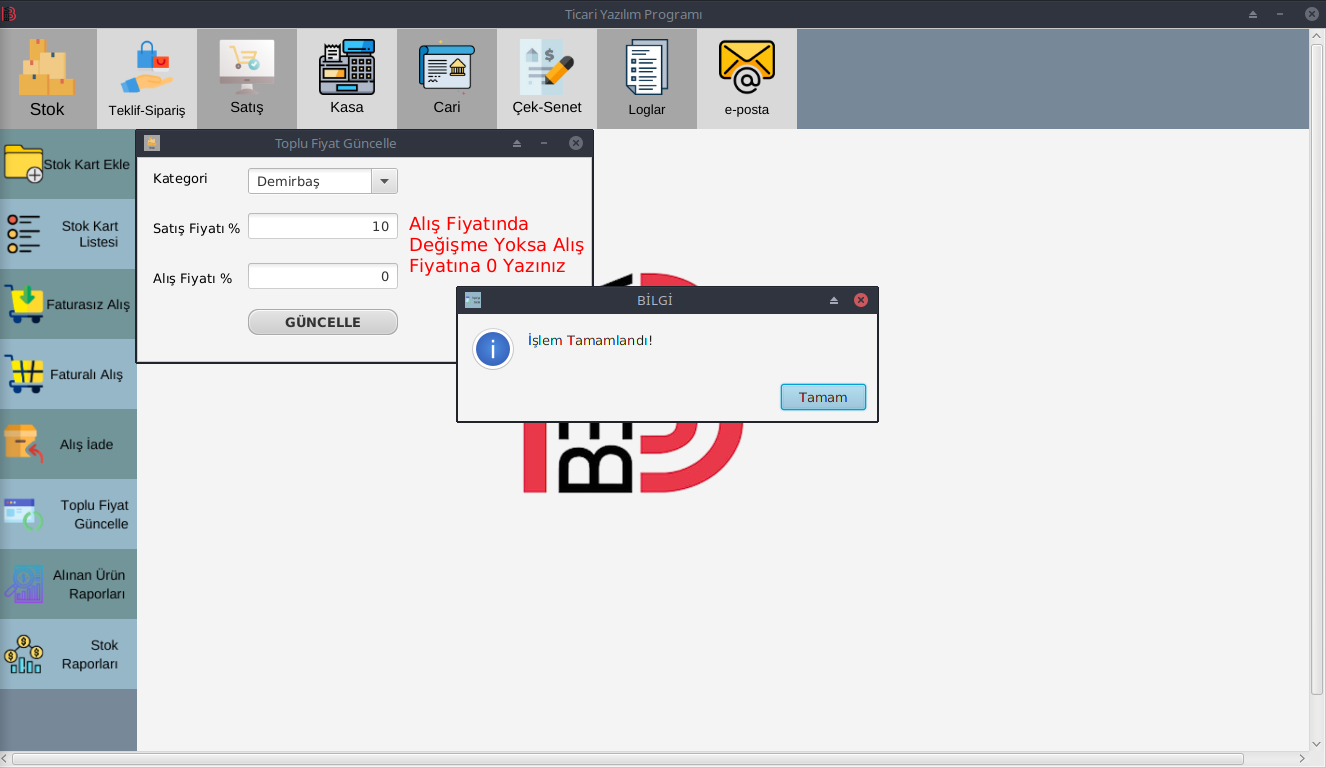 Ticari Yazılım Programı
Stok
Teklif-Sipariş
Satış
Kasa
Cari
Çek-Senet
Loglar
e-posta
Stok Kart Ekle
Stok Kart
Listesi
Faturasız Alış
Faturalı Alış
Alış İade
Toplu Fiyat
Güncelle
Alınan Ürün
Raporları
Stok
Raporları
Toplu Fiyat Güncelle
Kategori
Demirbaş
Satış Fiyatı %
10
Alış Fiyatında
Değişme Yoksa Alış
Fiyatına 0 Yazınız
Alış Fiyatı %
0
GÜNCELLE
BİLGİ
İşlem Tamamlandı!
Tamam